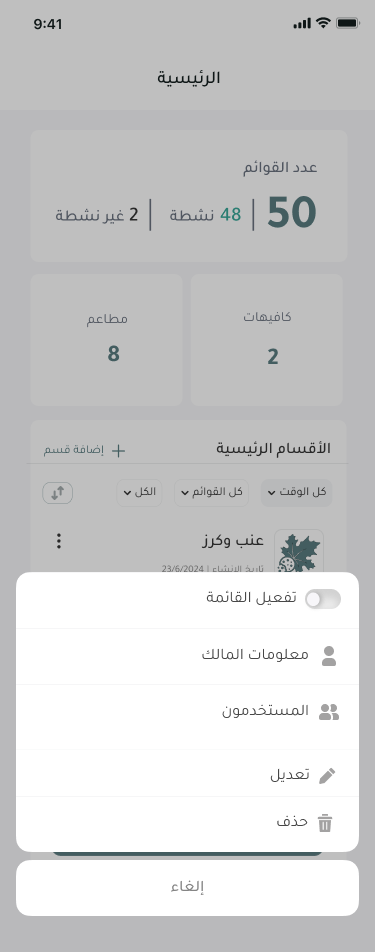 9:41
الرئيسية
عدد القوائم
50 | 48 نشطة | 2 غير نشطة
كافيهات
2
مطاعم
8
الأقسام الرئيسية
إضافة قسم
كل الوقت
كل القوائم
الكل
عنب وكرز
تاريخ الإنشاء | 23/6/2024
تفعيل القائمة
معلومات المالك
المستخدمون
تعديل
حذف
إلغاء